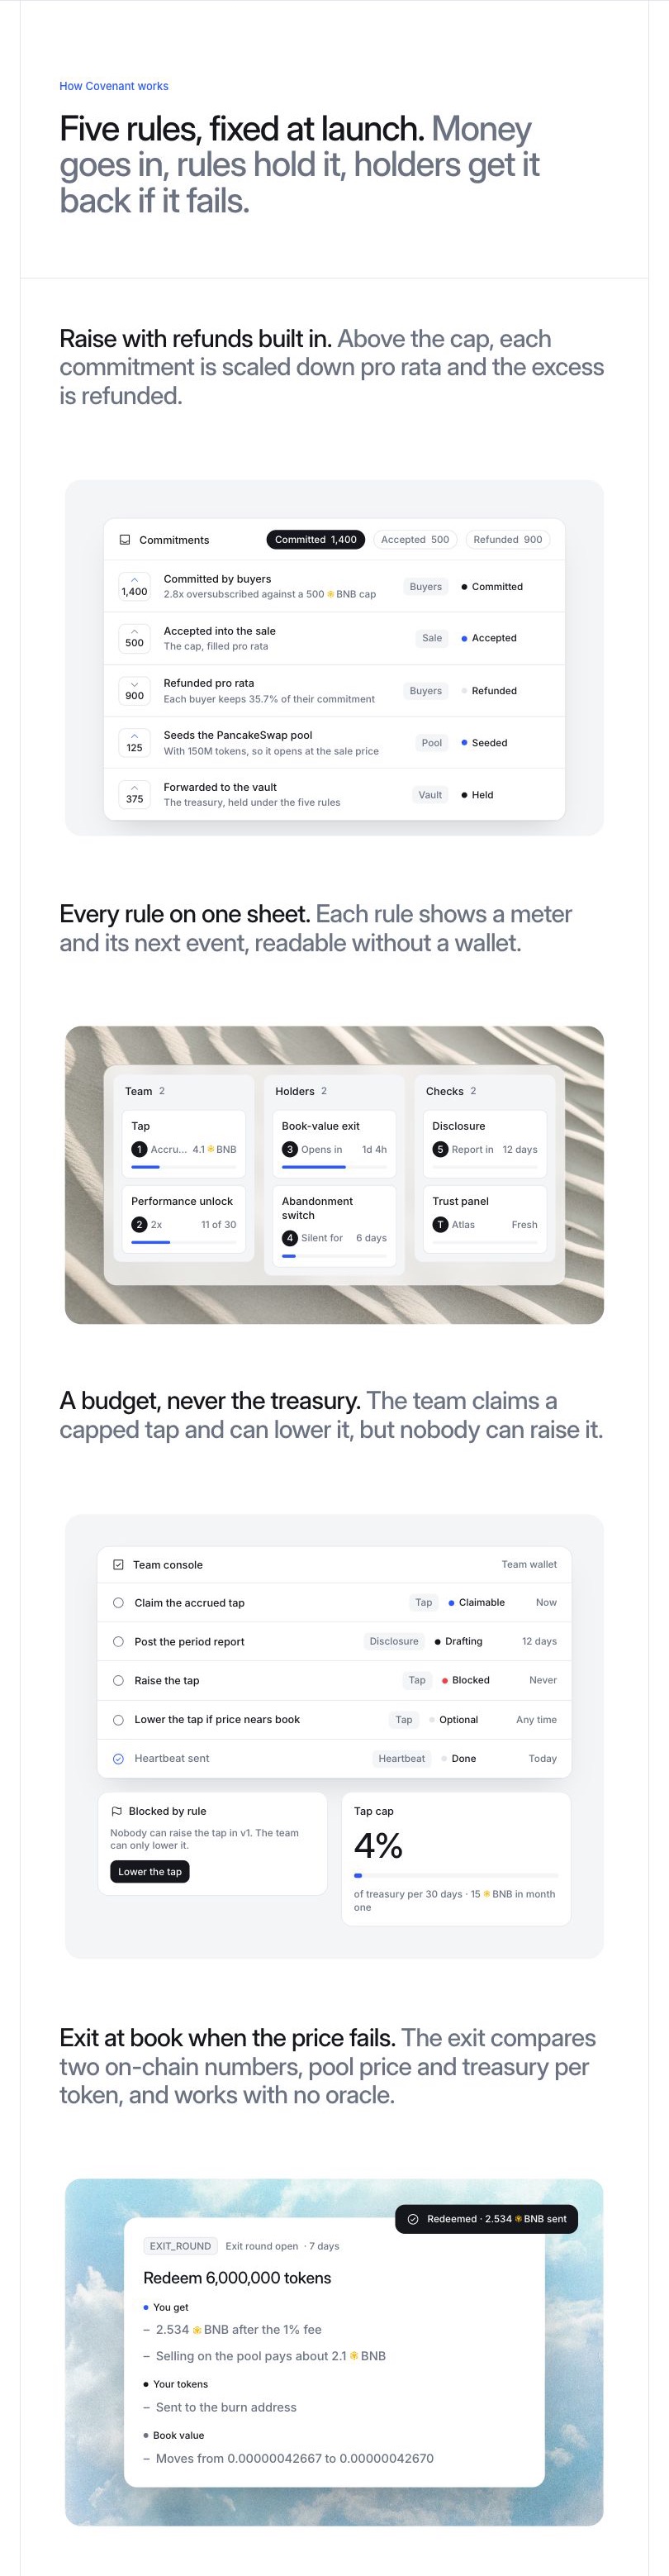 How Covenant works
Five rules, fixed at launch. Money
goes in, rules hold it, holders get it
back if it fails.
Raise with refunds built in. Above the cap, each
commitment is scaled down pro rata and the excess
is refunded.
Commitments Committed 1,400 Accepted 500 Refunded 900
1,400 Committed by buyers Buyers Committed
2.8x oversubscribed against a 500 BNB cap
500 Accepted into the sale Sale Accepted
The cap, filled pro rata
900 Refunded pro rata Buyers Refunded
Each buyer keeps 35.7% of their commitment
125 Seeds the PancakeSwap pool Pool Seeded
With 150M tokens, so it opens at the sale price
375 Forwarded to the vault Vault Held
The treasury, held under the five rules
Every rule on one sheet. Each rule shows a meter
and its next event, readable without a wallet.
Team 2
Tap
1 Accru... 4.1 BNB
Performance unlock
2 2x 11 of 30
Holders 2
Book-value exit
3 Opens in 1d 4h
Abandonment
switch
4 Silent for 6 days
Checks 2
Disclosure
5 Report in 12 days
Trust panel
T Atlas Fresh
A budget, never the treasury. The team claims a
capped tap and can lower it, but nobody can raise it.
Team console Team wallet
Claim the accrued tap Tap Claimable Now
Post the period report Disclosure Drafting 12 days
Raise the tap Tap Blocked Never
Lower the tap if price nears book Tap Optional Any time
Heartbeat sent Heartbeat Done Today
Blocked by rule
Nobody can raise the tap in v1. The team
can only lower it.
Lower the tap
Tap cap
4%
of treasury per 30 days · 15 BNB in month
one
Exit at book when the price fails. The exit compares
two on-chain numbers, pool price and treasury per
token, and works with no oracle.
Redeemed · 2.534 BNB sent
EXIT_ROUND Exit round open · 7 days
Redeem 6,000,000 tokens
You get
– 2.534 BNB after the 1% fee
– Selling on the pool pays about 2.1 BNB
Your tokens
– Sent to the burn address
Book value
– Moves from 0.00000042667 to 0.00000042670